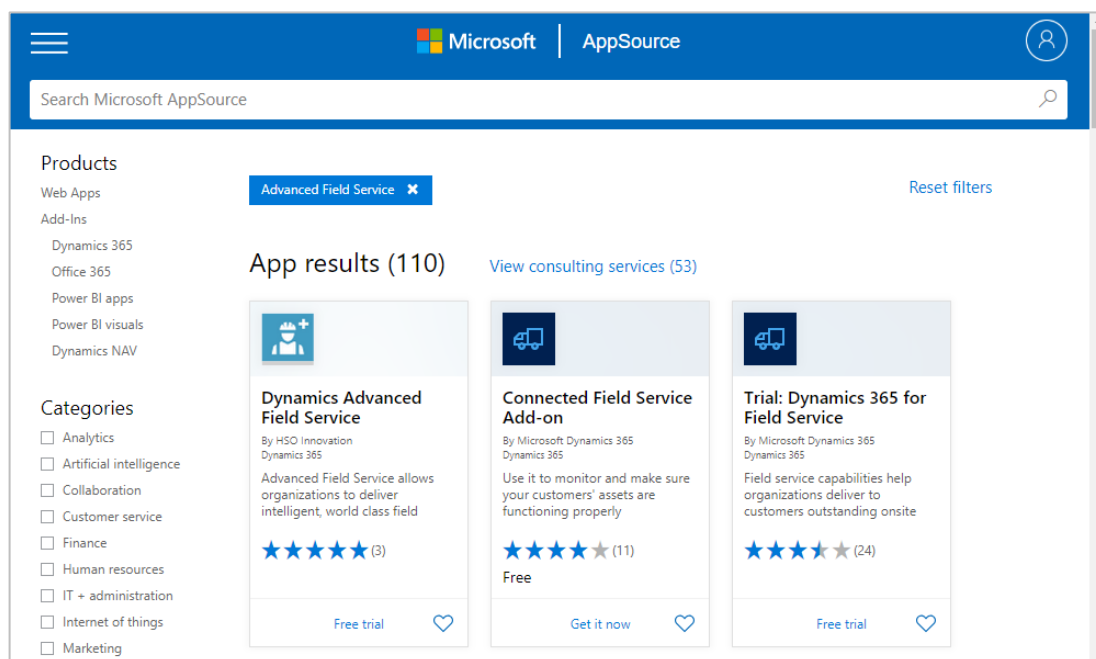 Microsoft AppSource
Search Microsoft AppSource
Products
Web Apps
Add-Ins
Dynamics 365
Office 365
Power BI apps
Power BI visuals
Dynamics NAV
Categories
Analytics
Artificial intelligence
Collaboration
Customer service
Finance
Human resources
IT + administration
Internet of things
Marketing
Advanced Field Service
Reset filters
App results (110)
View consulting services (53)
Dynamics Advanced
Field Service
By HSO Innovation
Dynamics 365
Advanced Field Service allows
organizations to deliver
intelligent, world class field
(3)
Free trial
Connected Field Service
Add-on
By Microsoft Dynamics 365
Dynamics 365
Use it to monitor and make sure
your customers' assets are
functioning properly
(11)
Free
Get it now
Trial: Dynamics 365 for
Field Service
By Microsoft Dynamics 365
Dynamics 365
Field service capabilities help
organizations deliver to
customers outstanding onsite
(24)
Free trial